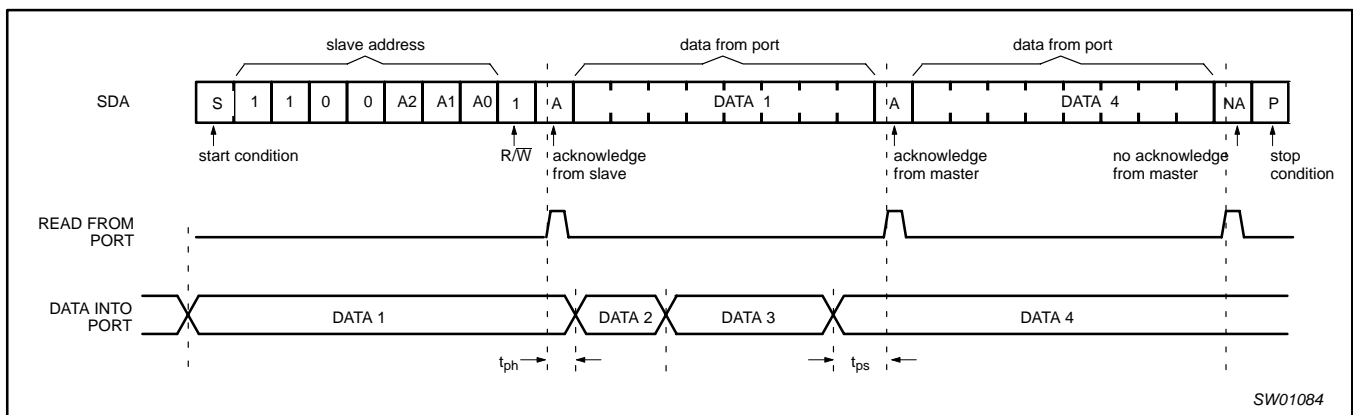 slave address data from port data from port
SDA S 1 1 0 0 A2 A1 A0 1 A DATA 1 A DATA 4 NA P
start condition R/W̅ acknowledge from slave acknowledge from master no acknowledge from master stop condition
READ FROM PORT
DATA INTO PORT DATA 1 DATA 2 DATA 3 DATA 4
tph tps
SW01084